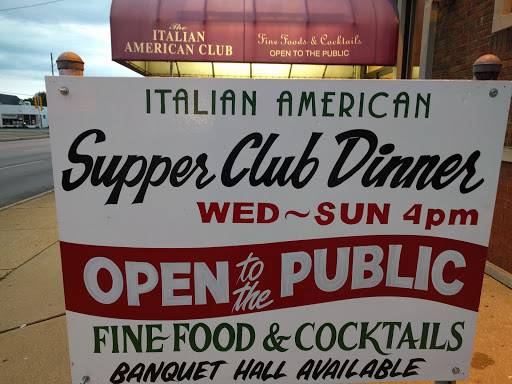 The
ITALIAN
AMERICAN CLUB
Fine Foods & Cocktails
OPEN TO THE PUBLIC
ITALIAN AMERICAN
Supper Club Dinner
WED~SUN 4pm
OPEN to the PUBLIC
FINE FOOD & COCKTAILS
BANQUET HALL AVAILABLE